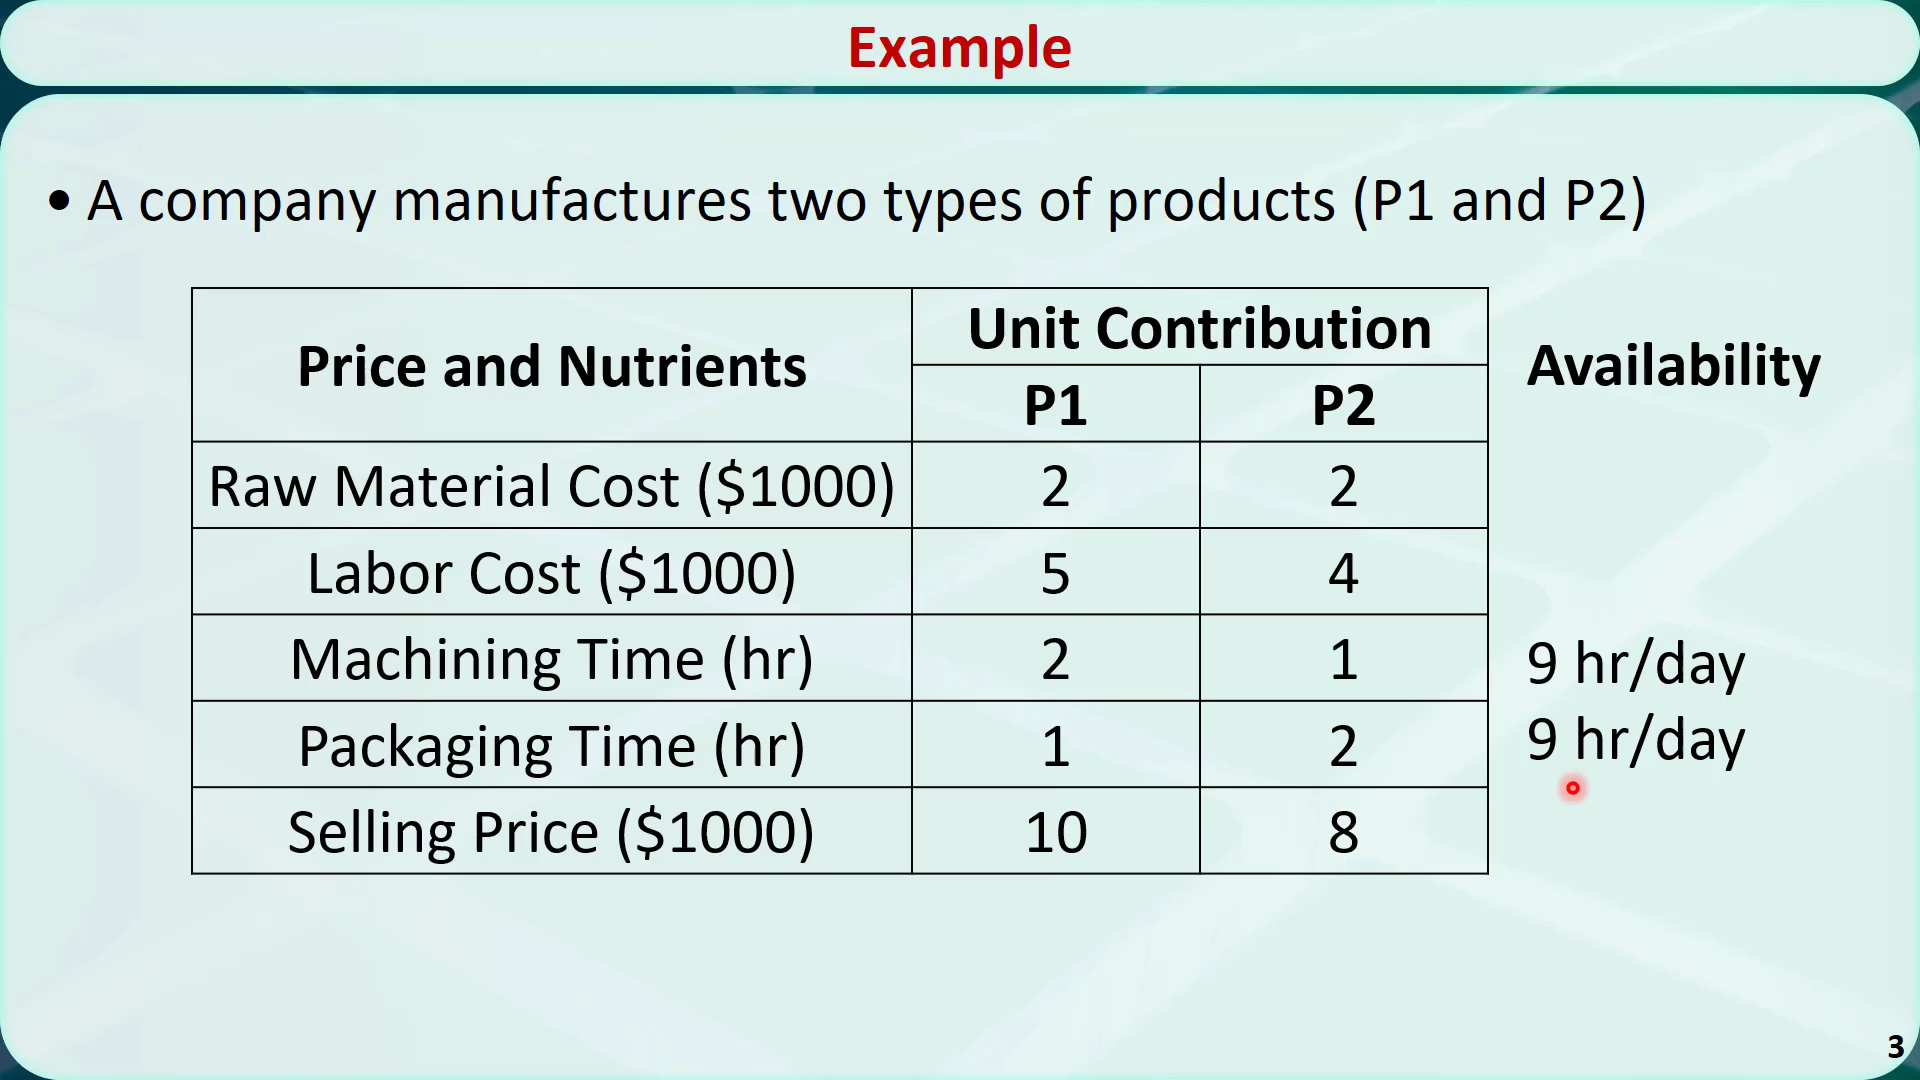 Example
• A company manufactures two types of products (P1 and P2)
Price and Nutrients
Unit Contribution
Availability
P1
P2
Raw Material Cost ($1000) 2 2
Labor Cost ($1000) 5 4
Machining Time (hr) 2 1 9 hr/day
Packaging Time (hr) 1 2 9 hr/day
Selling Price ($1000) 10 8
3